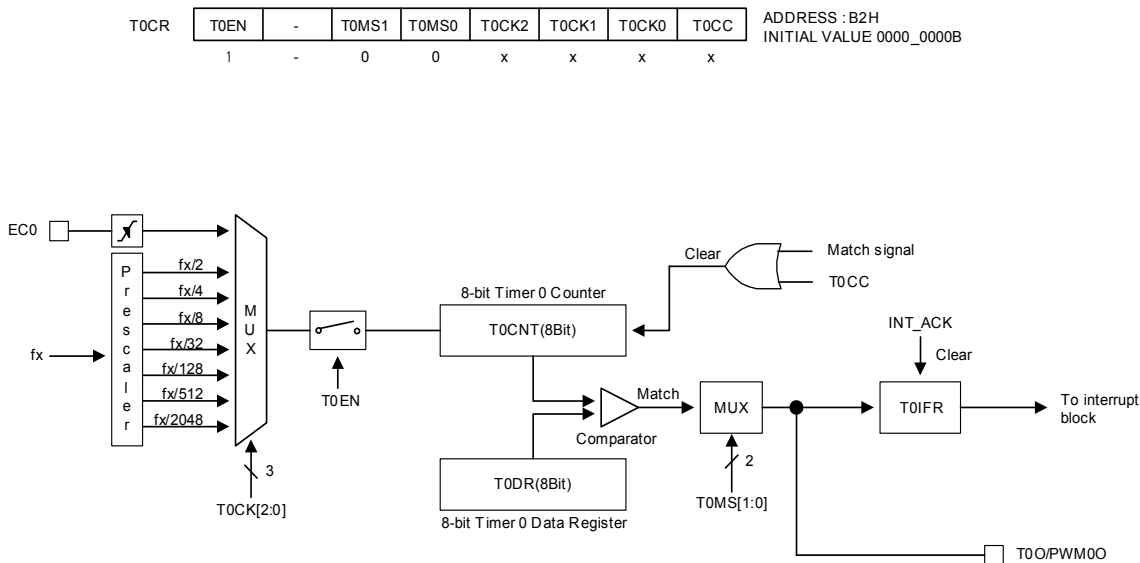 T0CR T0EN - T0MS1 T0MS0 T0CK2 T0CK1 T0CK0 T0CC
ADDRESS : B2H
INITIAL VALUE: 0000_0000B
1 - 0 0 x x x x
EC0
Prescaler
fx
fx/2
fx/4
fx/8
fx/32
fx/128
fx/512
fx/2048
MUX
3
T0CK[2:0]
T0EN
8-bit Timer 0 Counter
T0CNT(8Bit)
Clear
Match signal
T0CC
Comparator
Match
T0DR(8Bit)
8-bit Timer 0 Data Register
MUX
2
T0MS[1:0]
INT_ACK
Clear
T0IFR
To interrupt
block
T0O/PWM0O